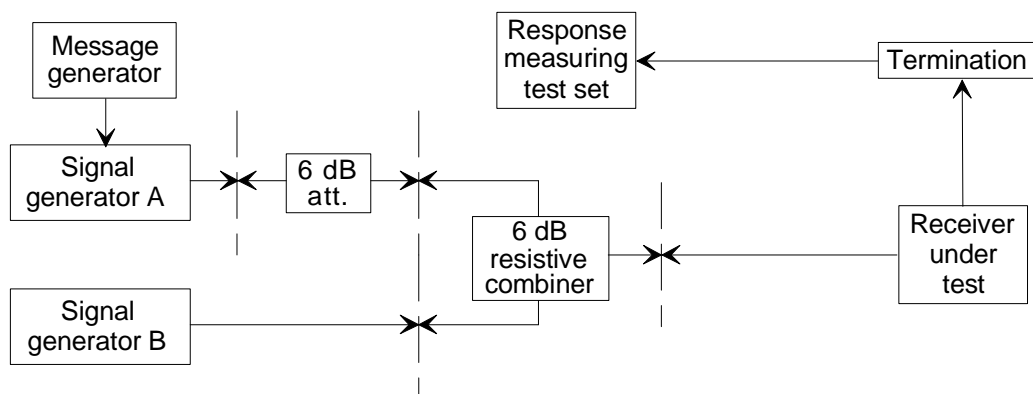 Message
generator
Signal
generator A
6 dB
att.
Signal
generator B
6 dB
resistive
combiner
Response
measuring
test set
Termination
Receiver
under
test